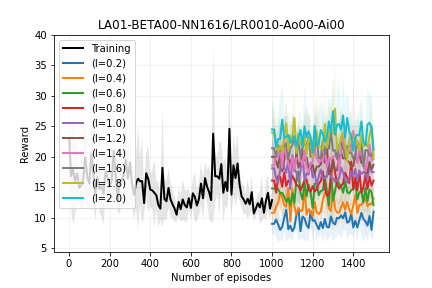 LA01-BETA00-NN1616/LR0010-Ao00-Ai00
40
35
30
25
20
15
10
5
Reward
Training
(l=0.2)
(l=0.4)
(l=0.6)
(l=0.8)
(l=1.0)
(l=1.2)
(l=1.4)
(l=1.6)
(l=1.8)
(l=2.0)
0 200 400 600 800 1000 1200 1400
Number of episodes